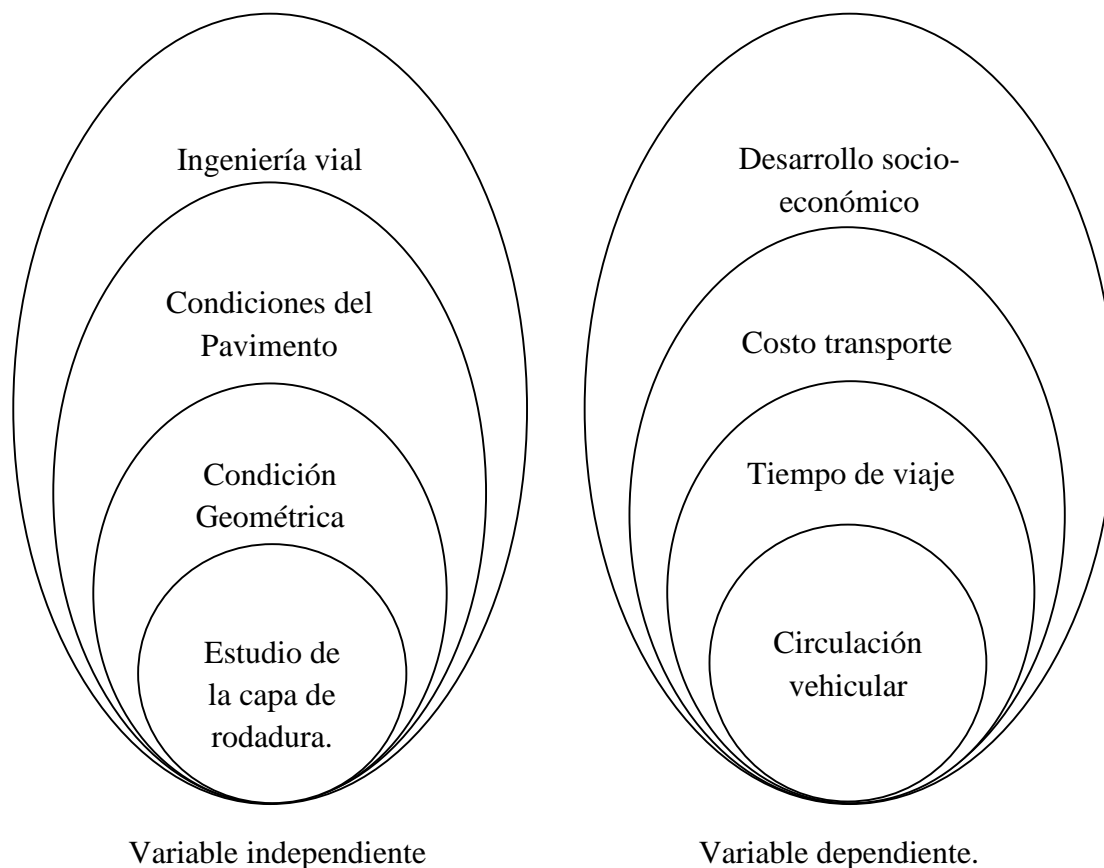 Ingeniería vial
Condiciones del
Pavimento
Condición
Geométrica
Estudio de
la capa de
rodadura.
Variable independiente
Desarrollo socio-
económico
Costo transporte
Tiempo de viaje
Circulación
vehicular
Variable dependiente.